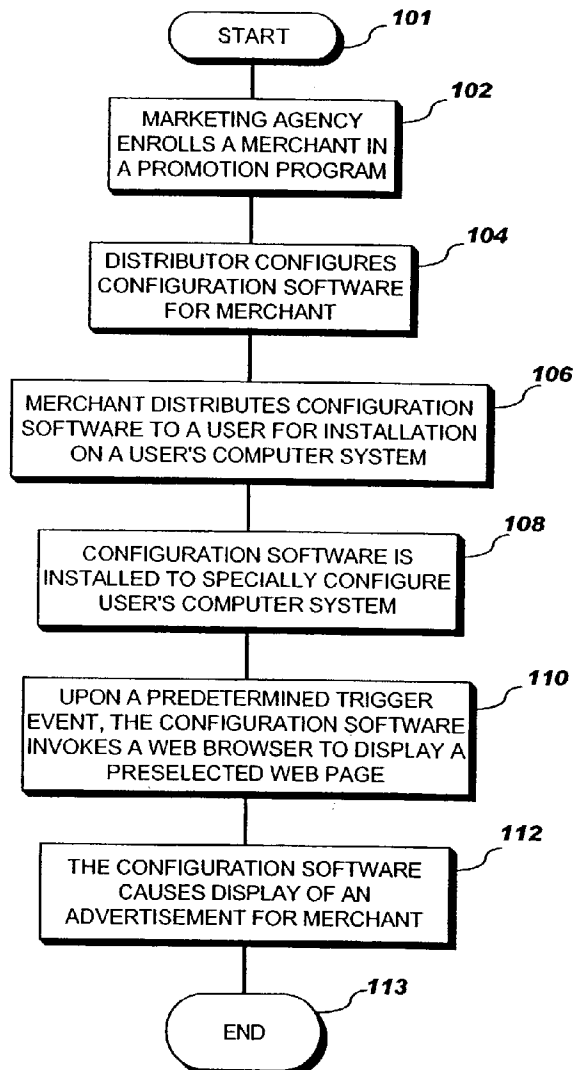 START
101
102
MARKETING AGENCY
ENROLLS A MERCHANT IN
A PROMOTION PROGRAM
104
DISTRIBUTOR CONFIGURES
CONFIGURATION SOFTWARE
FOR MERCHANT
106
MERCHANT DISTRIBUTES CONFIGURATION
SOFTWARE TO A USER FOR INSTALLATION
ON A USER'S COMPUTER SYSTEM
108
CONFIGURATION SOFTWARE IS
INSTALLED TO SPECIALLY CONFIGURE
USER'S COMPUTER SYSTEM
110
UPON A PREDETERMINED TRIGGER
EVENT, THE CONFIGURATION SOFTWARE
INVOKES A WEB BROWSER TO DISPLAY A
PRESELECTED WEB PAGE
112
THE CONFIGURATION SOFTWARE
CAUSES DISPLAY OF AN
ADVERTISEMENT FOR MERCHANT
113
END